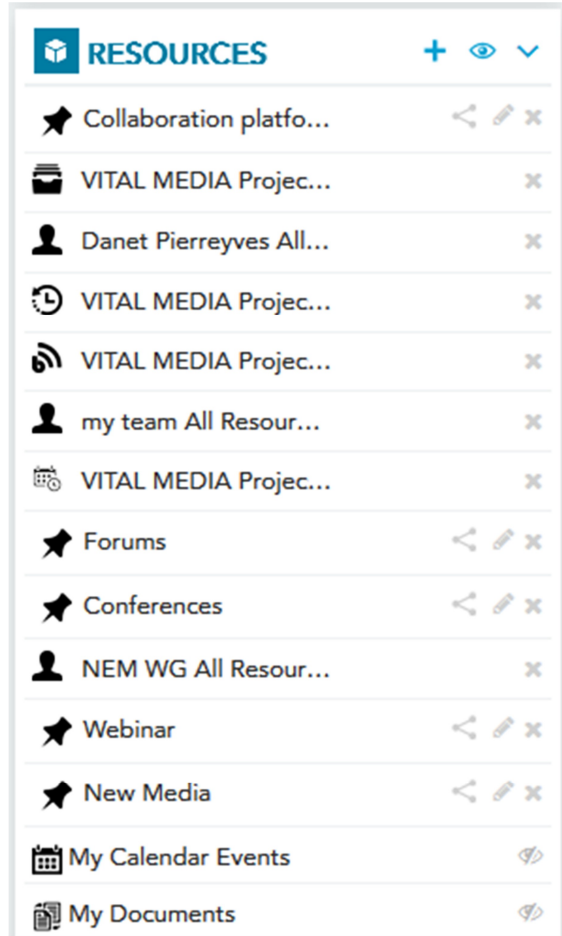 RESOURCES
Collaboration platfo...
VITAL MEDIA Projec...
Danet Pierreyves All...
VITAL MEDIA Projec...
VITAL MEDIA Projec...
my team All Resour...
VITAL MEDIA Projec...
Forums
Conferences
NEM WG All Resour...
Webinar
New Media
My Calendar Events
My Documents